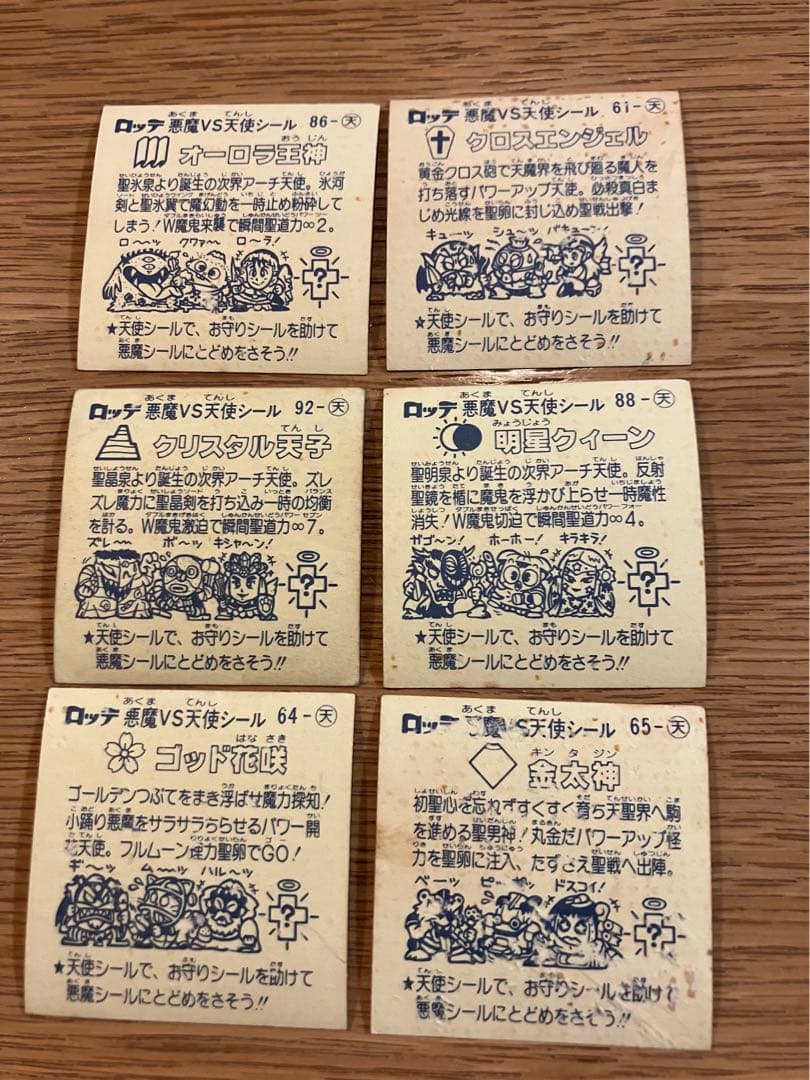 ロッテ 悪魔VS天使シール 86-天
オーロラ王神
聖氷泉より誕生の次界アーチ天使。氷河
剣と聖氷翼で魔幻動を一時止め粉砕して
しまう!W魔鬼来襲で瞬間聖道力∞2。
ロ〜ッ クワァ〜 ロ〜ラ!
?
★天使シールで、お守りシールを助けて
悪魔シールにとどめをさそう!!
ロッテ 悪魔VS天使シール 61-天
クロスエンジェル
黄金クロス砲で天魔界を飛び廻る魔人を
打ち落すパワーアップ天使。必殺真白ま
じめ光線を聖卵に封じ込め聖戦出撃!
キューッ シュ〜ッ バキューン!
?
★天使シールで、お守りシールを助けて
悪魔シールにとどめをさそう!!
ロッテ 悪魔VS天使シール 92-天
クリスタル天子
聖晶泉より誕生の次界アーチ天使。ズレ
ズレ魔力に聖晶剣を打ち込み一時の均衡
を計る。W魔鬼激迫で瞬間聖道力∞7。
ズレ〜 ボ〜ッ キシャ〜ン!
?
★天使シールで、お守りシールを助けて
悪魔シールにとどめをさそう!!
ロッテ 悪魔VS天使シール 88-天
明星クィーン
聖明泉より誕生の次界アーチ天使。反射
聖鏡を楯に魔鬼を浮かび上らせ一時魔性
消失!W魔鬼切迫で瞬間聖道力∞4。
ガゴ〜ン! ホーホー! キラキラ!
?
★天使シールで、お守りシールを助けて
悪魔シールにとどめをさそう!!
ロッテ 悪魔VS天使シール 64-天
ゴッド花咲
ゴールデンつぶてをまき浮ばせ魔力探知!
小踊り悪魔をサラサラちらせるパワー開
花天使。フルムーン怪力聖卵でGO!
ギ〜ッ ム〜ッ ハル〜ッ
?
★天使シールで、お守りシールを助けて
悪魔シールにとどめをさそう!!
ロッテ 魔VS天使シール 65-天
金太神
初聖心を忘れずすくすく育ち天聖界へ駒
を進める聖男神!丸金だパワーアップ怪
力を聖卵に注入、たずさえ聖戦へ出陣。
ベーッ ドスコイ!
?
★天使シールで、お守りシールを助けて
悪魔シールにとどめをさそう!!